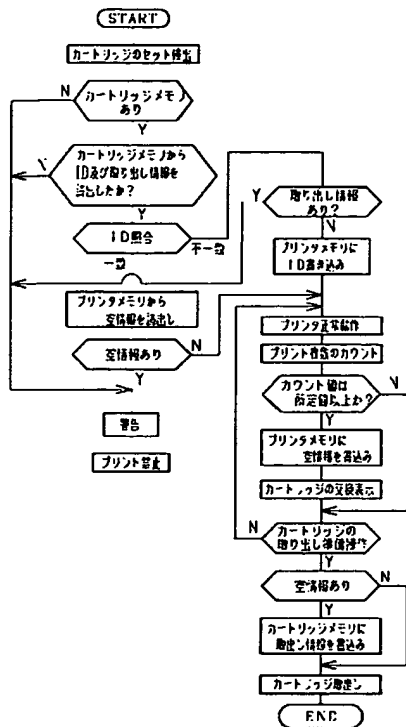 START
カートリッジのセット検出
N
カートリッジメモリ
あり
Y
カートリッジメモリから
ID及び取り出し情報を
読出したか?
N
Y
Y
取り出し情報
あり?
ID照合
不一致
N
一致
プリンタメモリに
ID書き込み
プリンタメモリから
空情報を読出し
プリンタ正常動作
空情報あり
N
プリント枚数のカウント
Y
カウント値は
所定値以上か?
N
Y
警告
プリンタメモリに
空情報を書込み
プリント禁止
カートリッジの交換表示
N
カートリッジの
取り出し準備操作
Y
空情報あり
N
Y
カートリッジメモリに
取出し情報を書込み
カートリッジ取出し
END